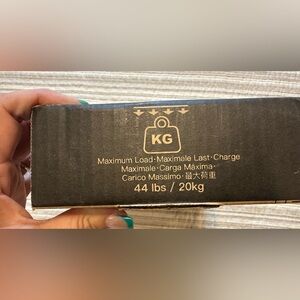 KG
Maximum Load · Maximale Last · Charge
Maximale · Carga Máxima ·
Carico Massimo · 最大荷重
44 lbs / 20kg